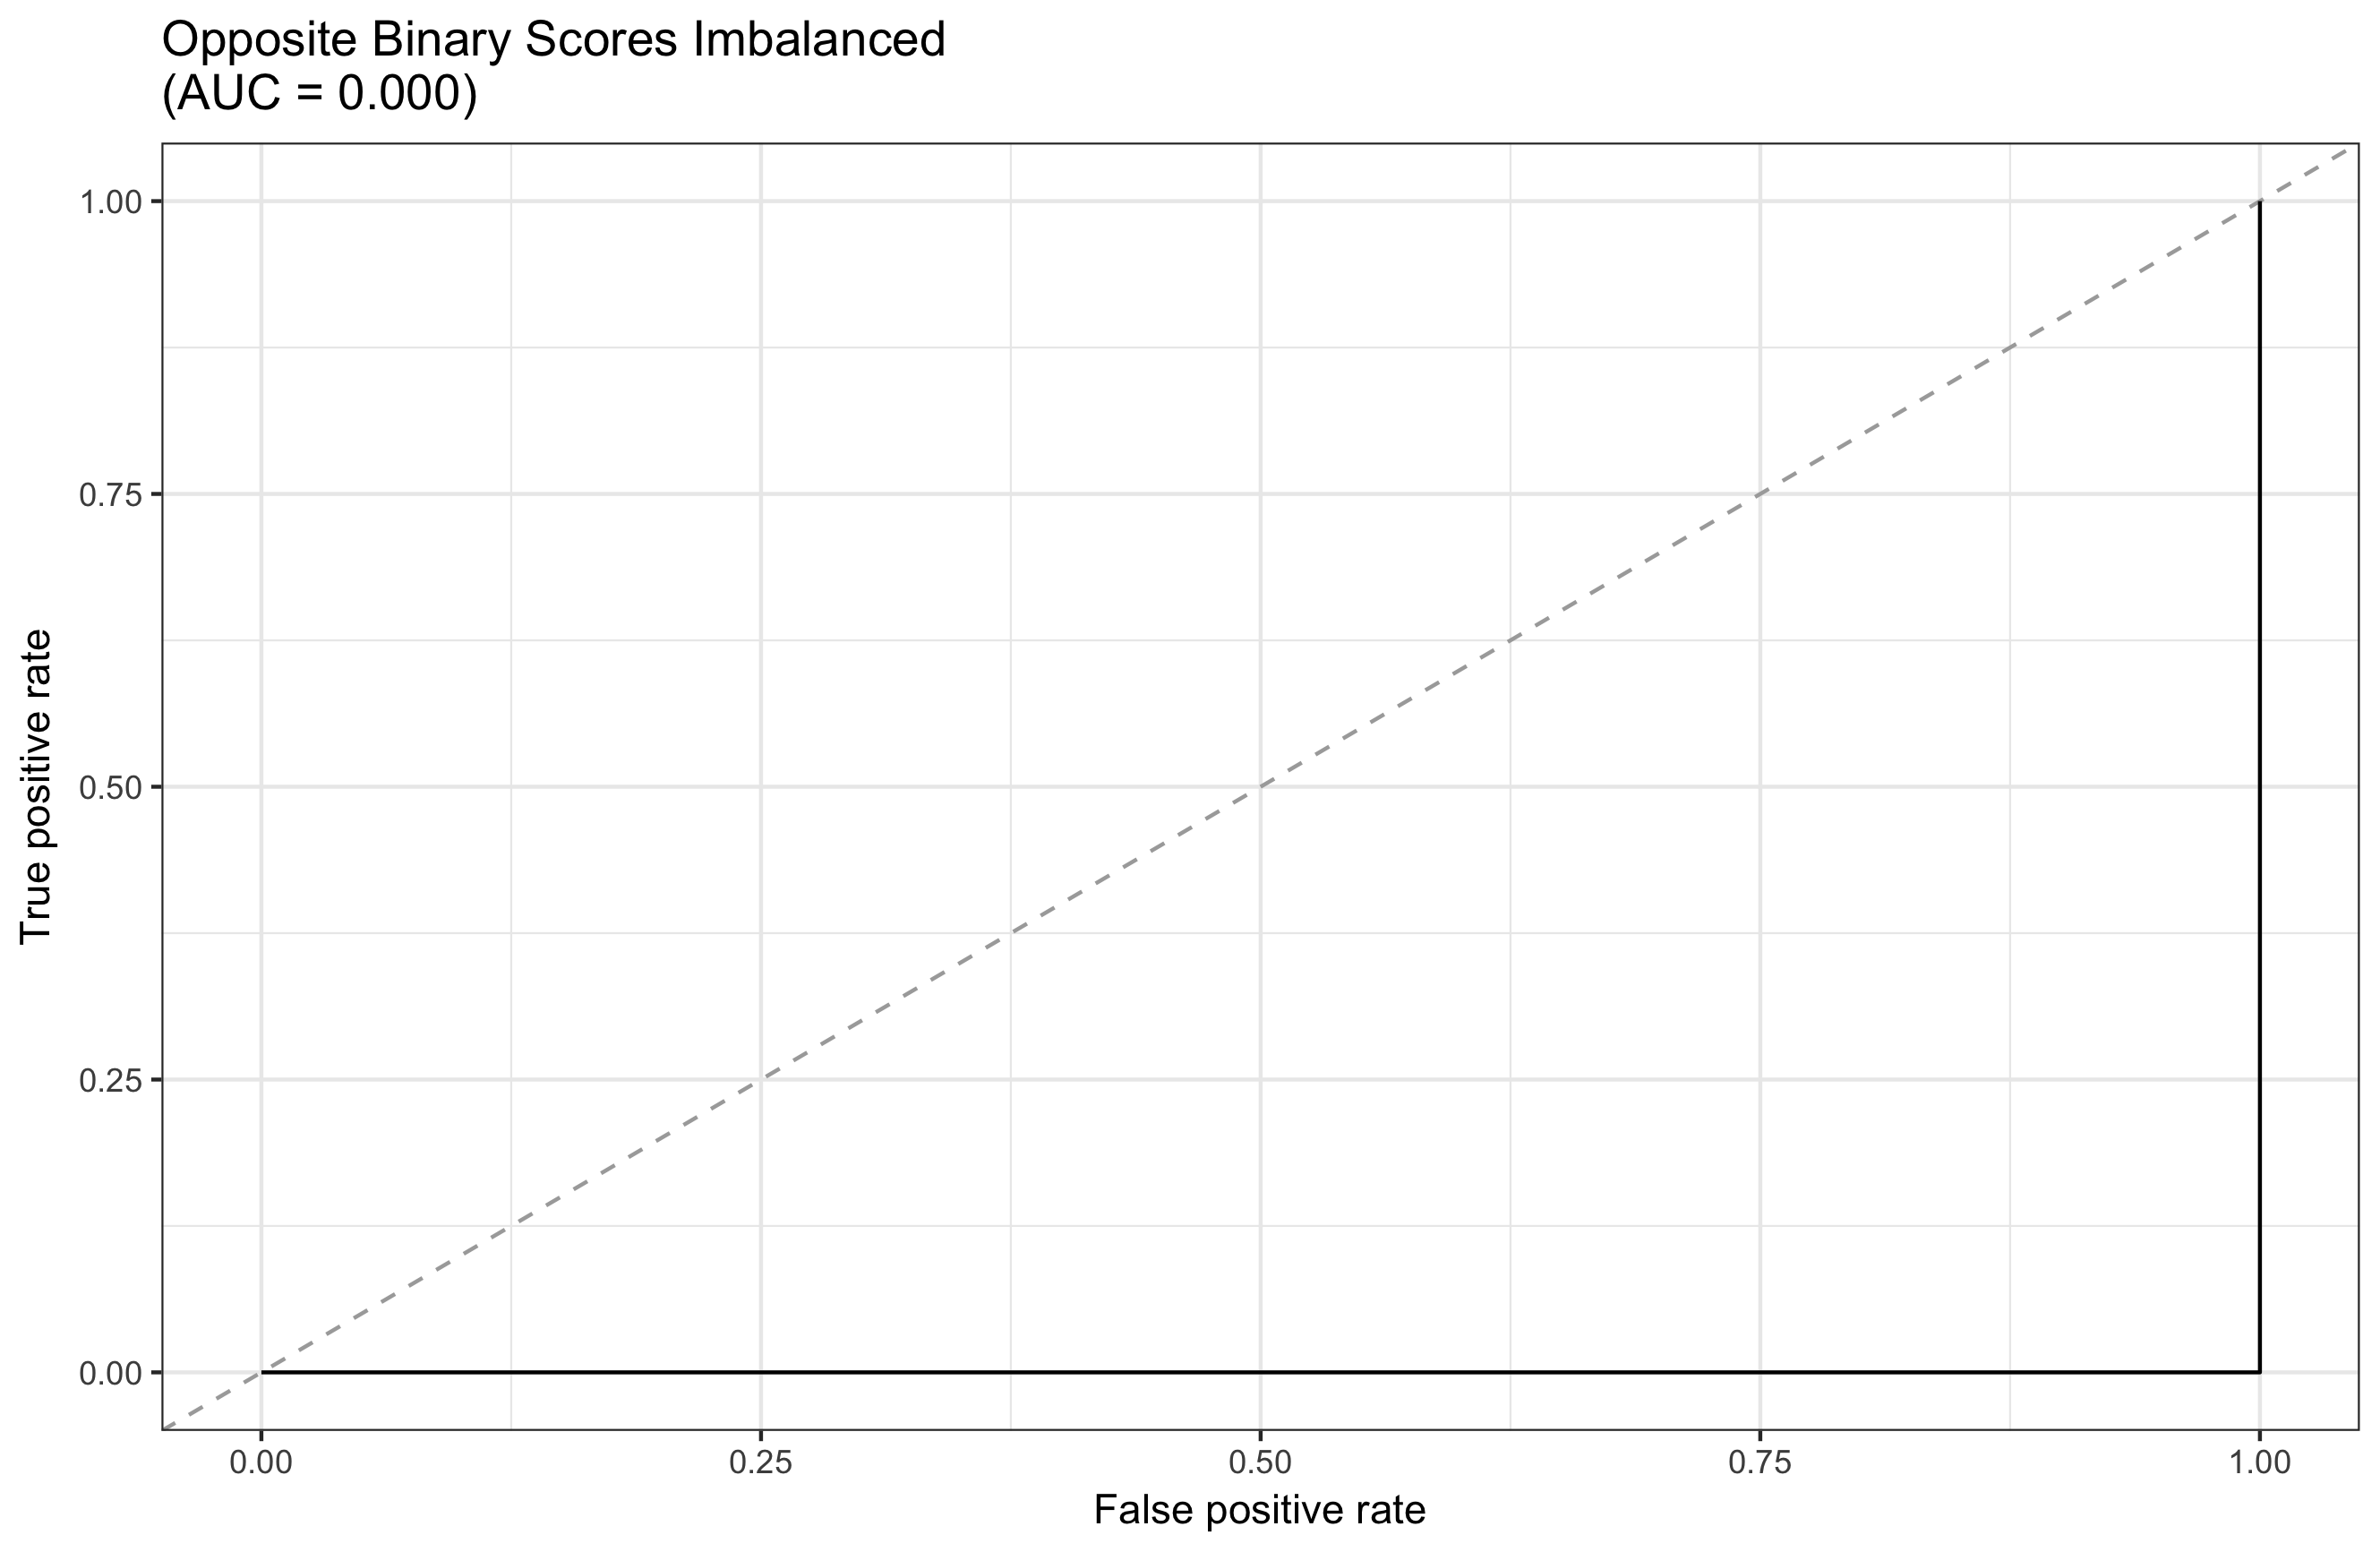 Opposite Binary Scores Imbalanced
(AUC = 0.000)
1.00
0.75
0.50
0.25
0.00
True positive rate
0.00
0.25
0.50
0.75
1.00
False positive rate